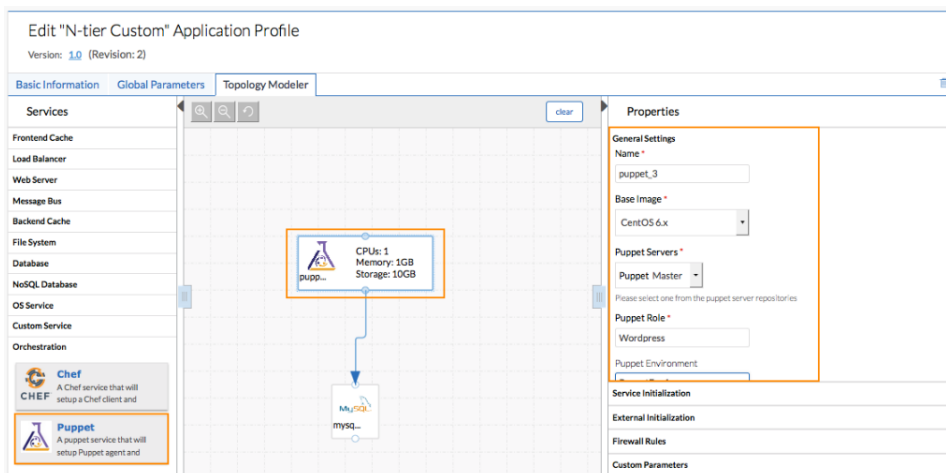 Edit "N-tier Custom" Application Profile
Version: 1.0 (Revision: 2)
Basic Information Global Parameters Topology Modeler
Services
Frontend Cache
Load Balancer
Web Server
Message Bus
Backend Cache
File System
Database
NoSQL Database
OS Service
Custom Service
Orchestration
CHEF
Chef
A Chef service that will
setup a Chef client and
Puppet
A puppet service that will
setup Puppet agent and
clear
pupp...
CPUs: 1
Memory: 1GB
Storage: 10GB
MySQL
mysq...
Properties
General Settings
Name *
puppet_3
Base Image *
CentOS 6.x
Puppet Servers *
Puppet Master
Please select one from the puppet server repositories
Puppet Role *
Wordpress
Puppet Environment
Service Initialization
External Initialization
Firewall Rules
Custom Parameters